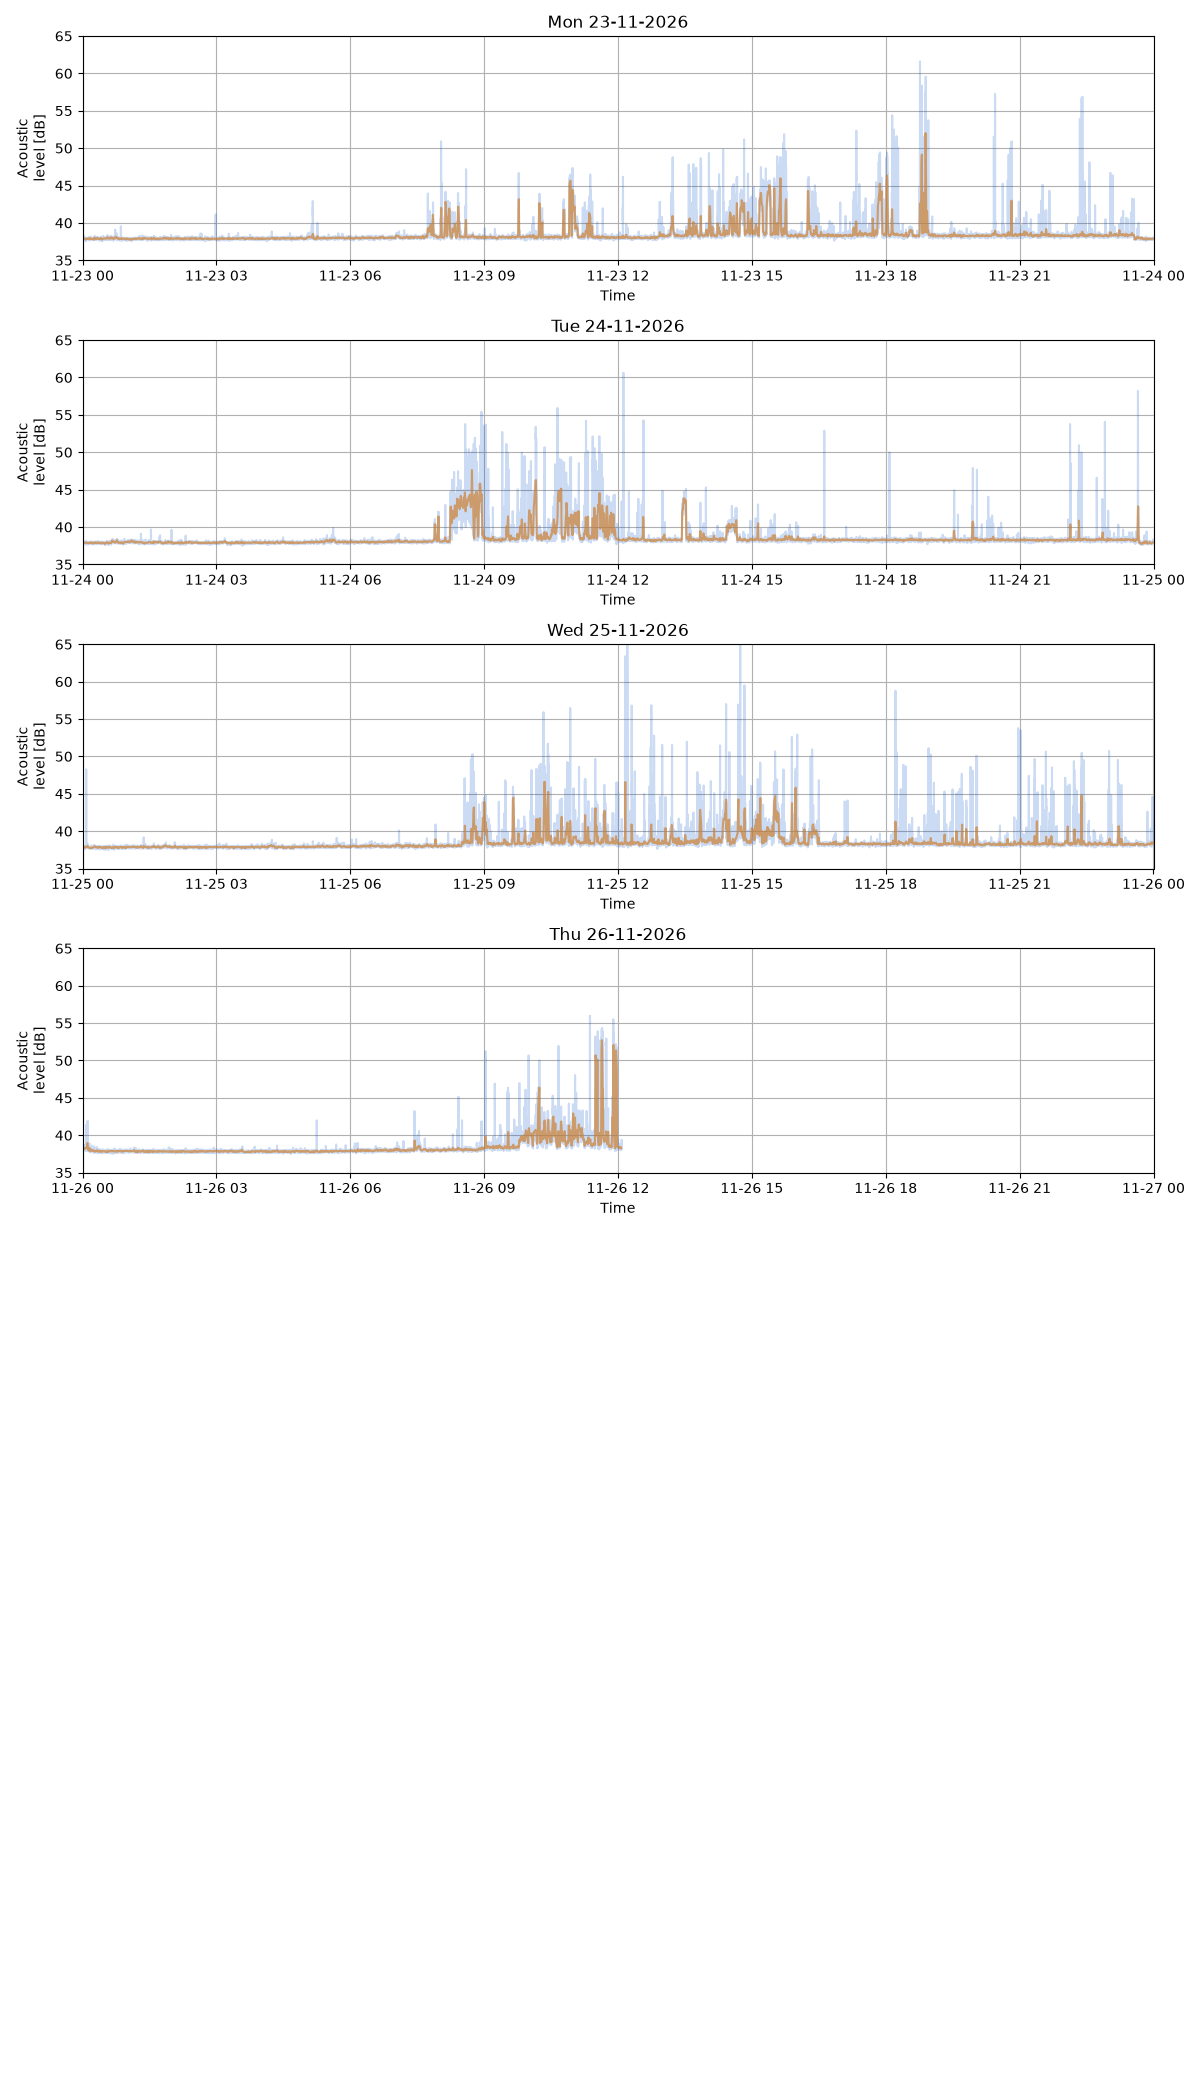 Mon 23-11-2026
65
60
55
50
45
40
35
Acoustic
level [dB]
11-23 00 11-23 03 11-23 06 11-23 09 11-23 12 11-23 15 11-23 18 11-23 21 11-24 00
Time
Tue 24-11-2026
65
60
55
50
45
40
35
Acoustic
level [dB]
11-24 00 11-24 03 11-24 06 11-24 09 11-24 12 11-24 15 11-24 18 11-24 21 11-25 00
Time
Wed 25-11-2026
65
60
55
50
45
40
35
Acoustic
level [dB]
11-25 00 11-25 03 11-25 06 11-25 09 11-25 12 11-25 15 11-25 18 11-25 21 11-26 00
Time
Thu 26-11-2026
65
60
55
50
45
40
35
Acoustic
level [dB]
11-26 00 11-26 03 11-26 06 11-26 09 11-26 12 11-26 15 11-26 18 11-26 21 11-27 00
Time